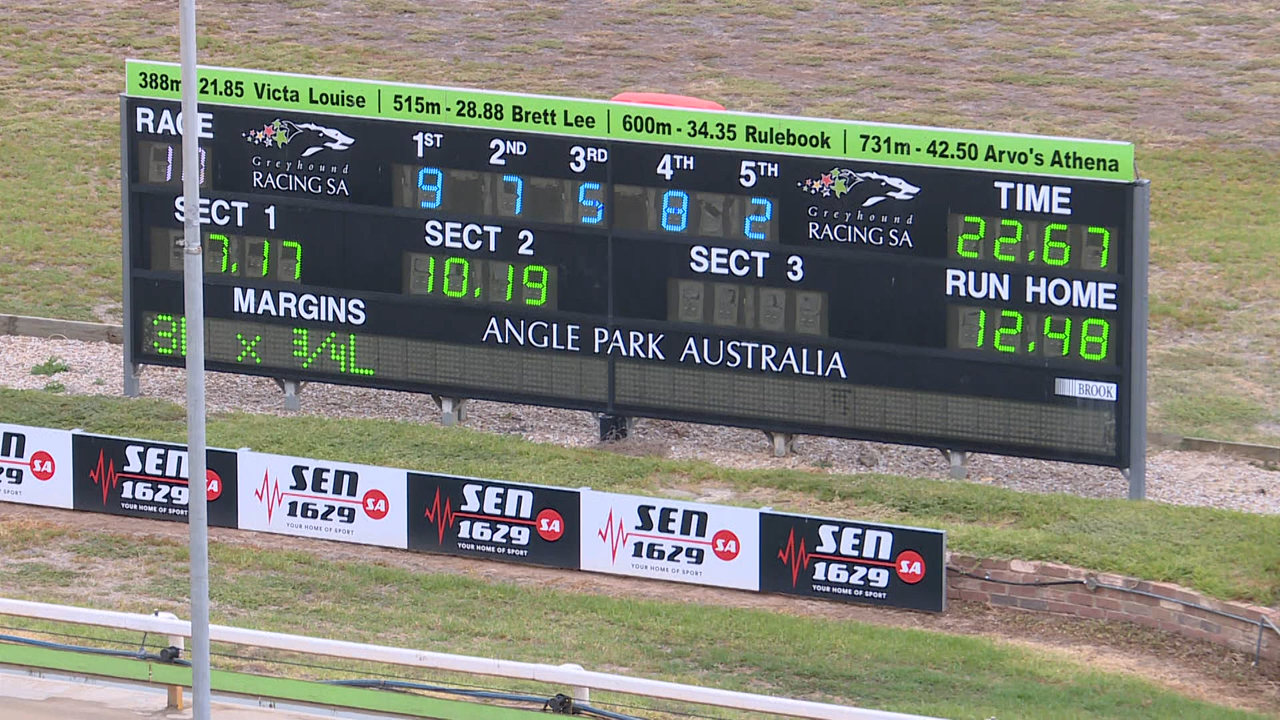 388m 21.85 Victa Louise | 515m - 28.88 Brett Lee | 600m - 34.35 Rulebook | 731m - 42.50 Arvo's Athena
RACE
Greyhound
RACING SA
1ST 2ND 3RD 4TH 5TH
9 7 5 8 2
Greyhound
RACING SA
TIME
22.67
SECT 1
7.17
SECT 2
10.19
SECT 3
RUN HOME
12.48
MARGINS
x 3/4L
ANGLE PARK AUSTRALIA
BROOK
N SA
29
SEN SA
1629
YOUR HOME OF SPORT
SEN SA
1629
YOUR HOME OF SPORT
SEN SA
1629
YOUR HOME OF SPORT
SEN SA
1629
YOUR HOME OF SPORT
SEN SA
1629
YOUR HOME OF SPORT